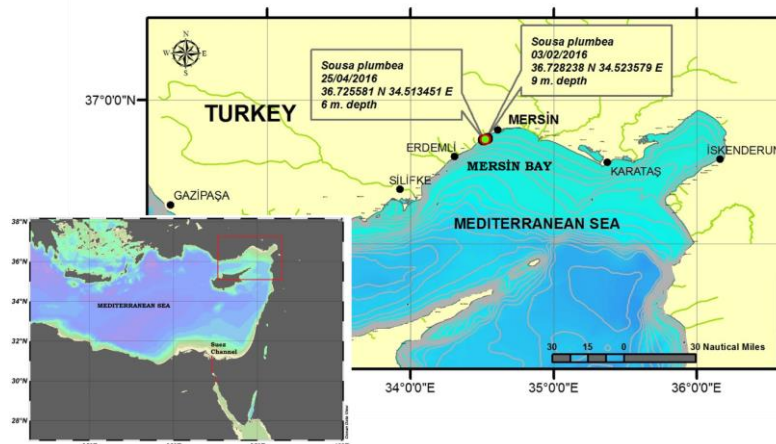 N
W E
S
Sousa plumbea
25/04/2016
36.725581 N 34.513451 E
6 m. depth
Sousa plumbea
03/02/2016
36.728238 N 34.523579 E
9 m. depth
37°0'0"N
TURKEY
MERSİN
ERDEMLİ
MERSIN BAY
İSKENDERUN
KARATAŞ
SİLİFKE
GAZİPAŞA
MEDITERRANEAN SEA
38°N
36°N
34°N
32°N
30°N
28°N
MEDITERRANEAN SEA
Suez
Channel
30 15 0 30 Nautical Miles
34°0'0"E 35°0'0"E 36°0'0"E